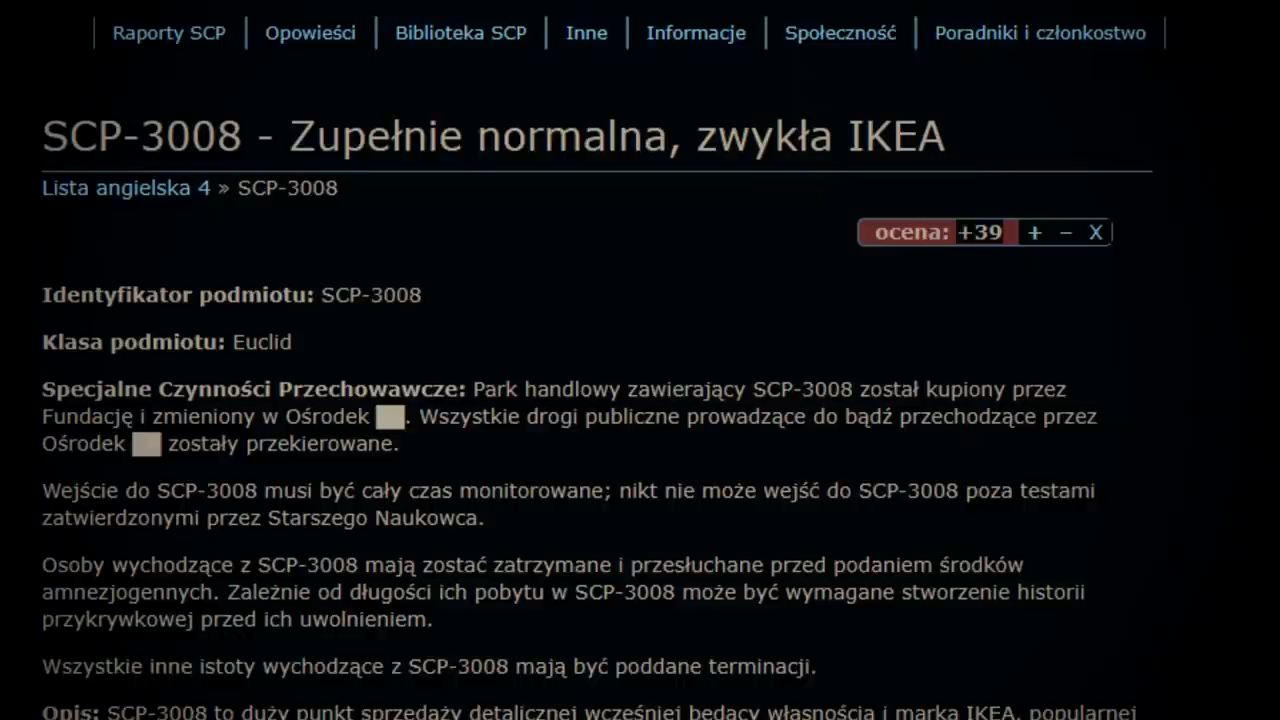 Raporty SCP Opowieści Biblioteka SCP Inne Informacje Społeczność Poradniki i członkostwo
SCP-3008 - Zupełnie normalna, zwykła IKEA
Lista angielska 4 » SCP-3008
ocena: +39 + – X
Identyfikator podmiotu: SCP-3008
Klasa podmiotu: Euclid
Specjalne Czynności Przechowawcze: Park handlowy zawierający SCP-3008 został kupiony przez
Fundację i zmieniony w Ośrodek ██. Wszystkie drogi publiczne prowadzące do bądź przechodzące przez
Ośrodek ██ zostały przekierowane.
Wejście do SCP-3008 musi być cały czas monitorowane; nikt nie może wejść do SCP-3008 poza testami
zatwierdzonymi przez Starszego Naukowca.
Osoby wychodzące z SCP-3008 mają zostać zatrzymane i przesłuchane przed podaniem środków
amnezjogennych. Zależnie od długości ich pobytu w SCP-3008 może być wymagane stworzenie historii
przykrywkowej przed ich uwolnieniem.
Wszystkie inne istoty wychodzące z SCP-3008 mają być poddane terminacji.
Opis: SCP-3008 to duży punkt sprzedaży detalicznej wcześniej będący własnością i marką IKEA, popularnej